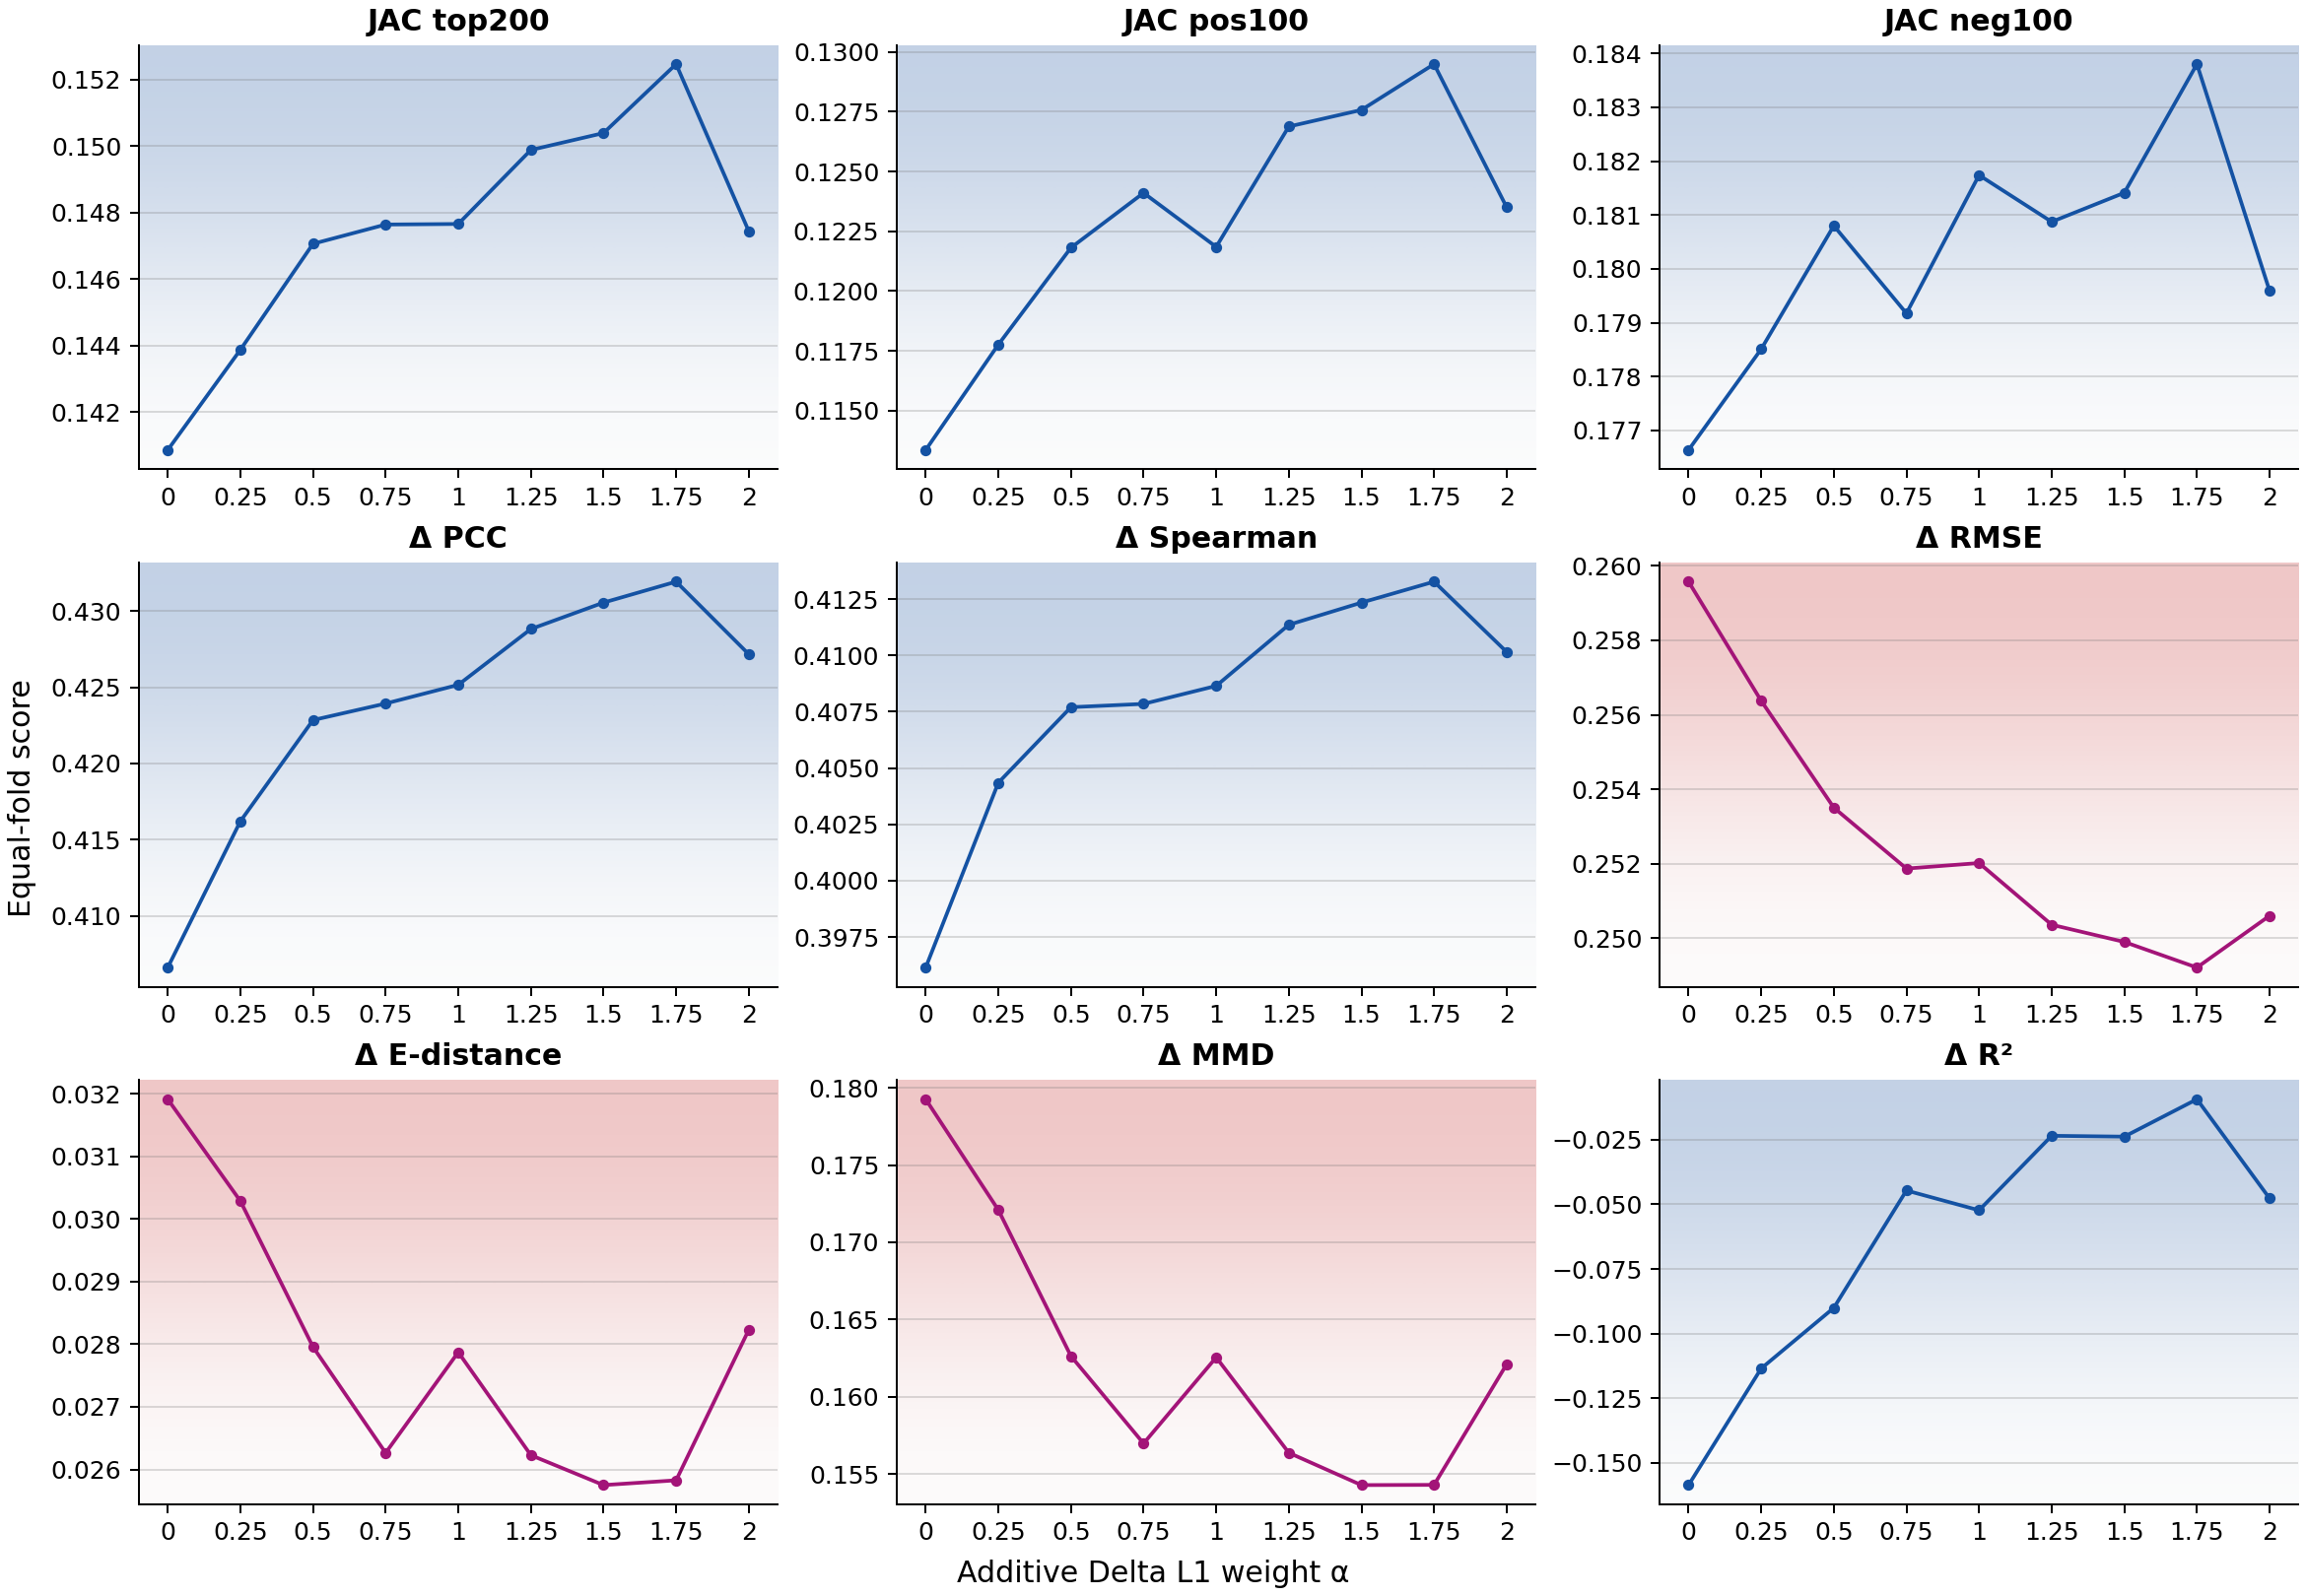 JAC top200
0.152
0.150
0.148
0.146
0.144
0.142
0 0.25 0.5 0.75 1 1.25 1.5 1.75 2
JAC pos100
0.1300
0.1275
0.1250
0.1225
0.1200
0.1175
0.1150
0 0.25 0.5 0.75 1 1.25 1.5 1.75 2
JAC neg100
0.184
0.183
0.182
0.181
0.180
0.179
0.178
0.177
0 0.25 0.5 0.75 1 1.25 1.5 1.75 2
Equal-fold score
Δ PCC
0.430
0.425
0.420
0.415
0.410
0 0.25 0.5 0.75 1 1.25 1.5 1.75 2
Δ Spearman
0.4125
0.4100
0.4075
0.4050
0.4025
0.4000
0.3975
0 0.25 0.5 0.75 1 1.25 1.5 1.75 2
Δ RMSE
0.260
0.258
0.256
0.254
0.252
0.250
0 0.25 0.5 0.75 1 1.25 1.5 1.75 2
Δ E-distance
0.032
0.031
0.030
0.029
0.028
0.027
0.026
0 0.25 0.5 0.75 1 1.25 1.5 1.75 2
Δ MMD
0.180
0.175
0.170
0.165
0.160
0.155
0 0.25 0.5 0.75 1 1.25 1.5 1.75 2
Δ R²
−0.025
−0.050
−0.075
−0.100
−0.125
−0.150
0 0.25 0.5 0.75 1 1.25 1.5 1.75 2
Additive Delta L1 weight α